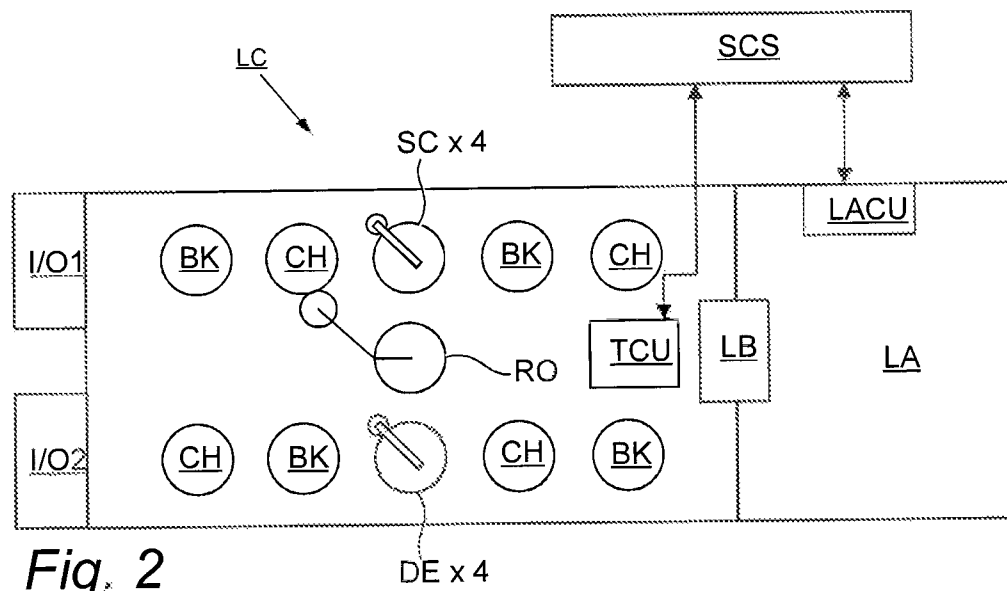 SCS
LC
SC x 4
LACU
I/O1
BK
CH
BK
CH
RO
TCU
LB
LA
I/O2
CH
BK
CH
BK
DE x 4
Fig. 2